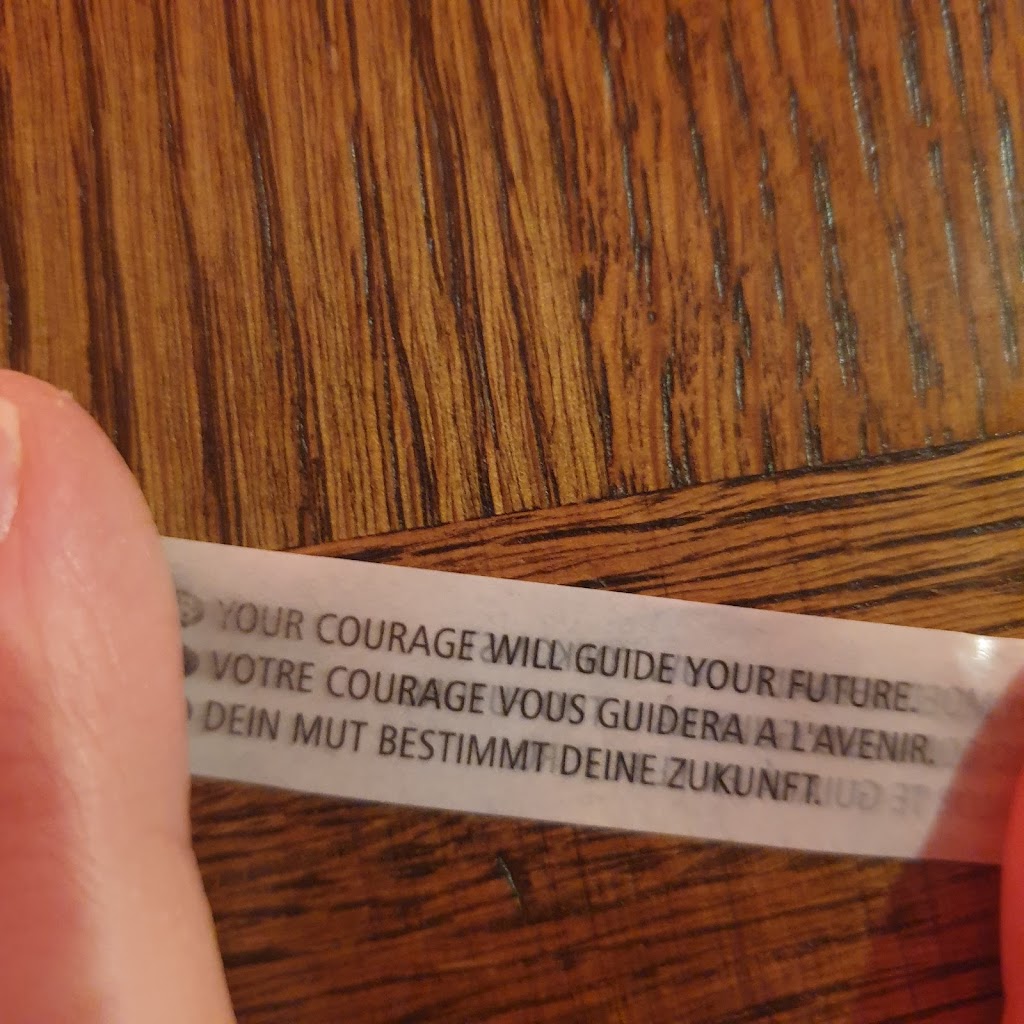 YOUR COURAGE WILL GUIDE YOUR FUTURE.
VOTRE COURAGE VOUS GUIDERA A L'AVENIR.
DEIN MUT BESTIMMT DEINE ZUKUNFT.